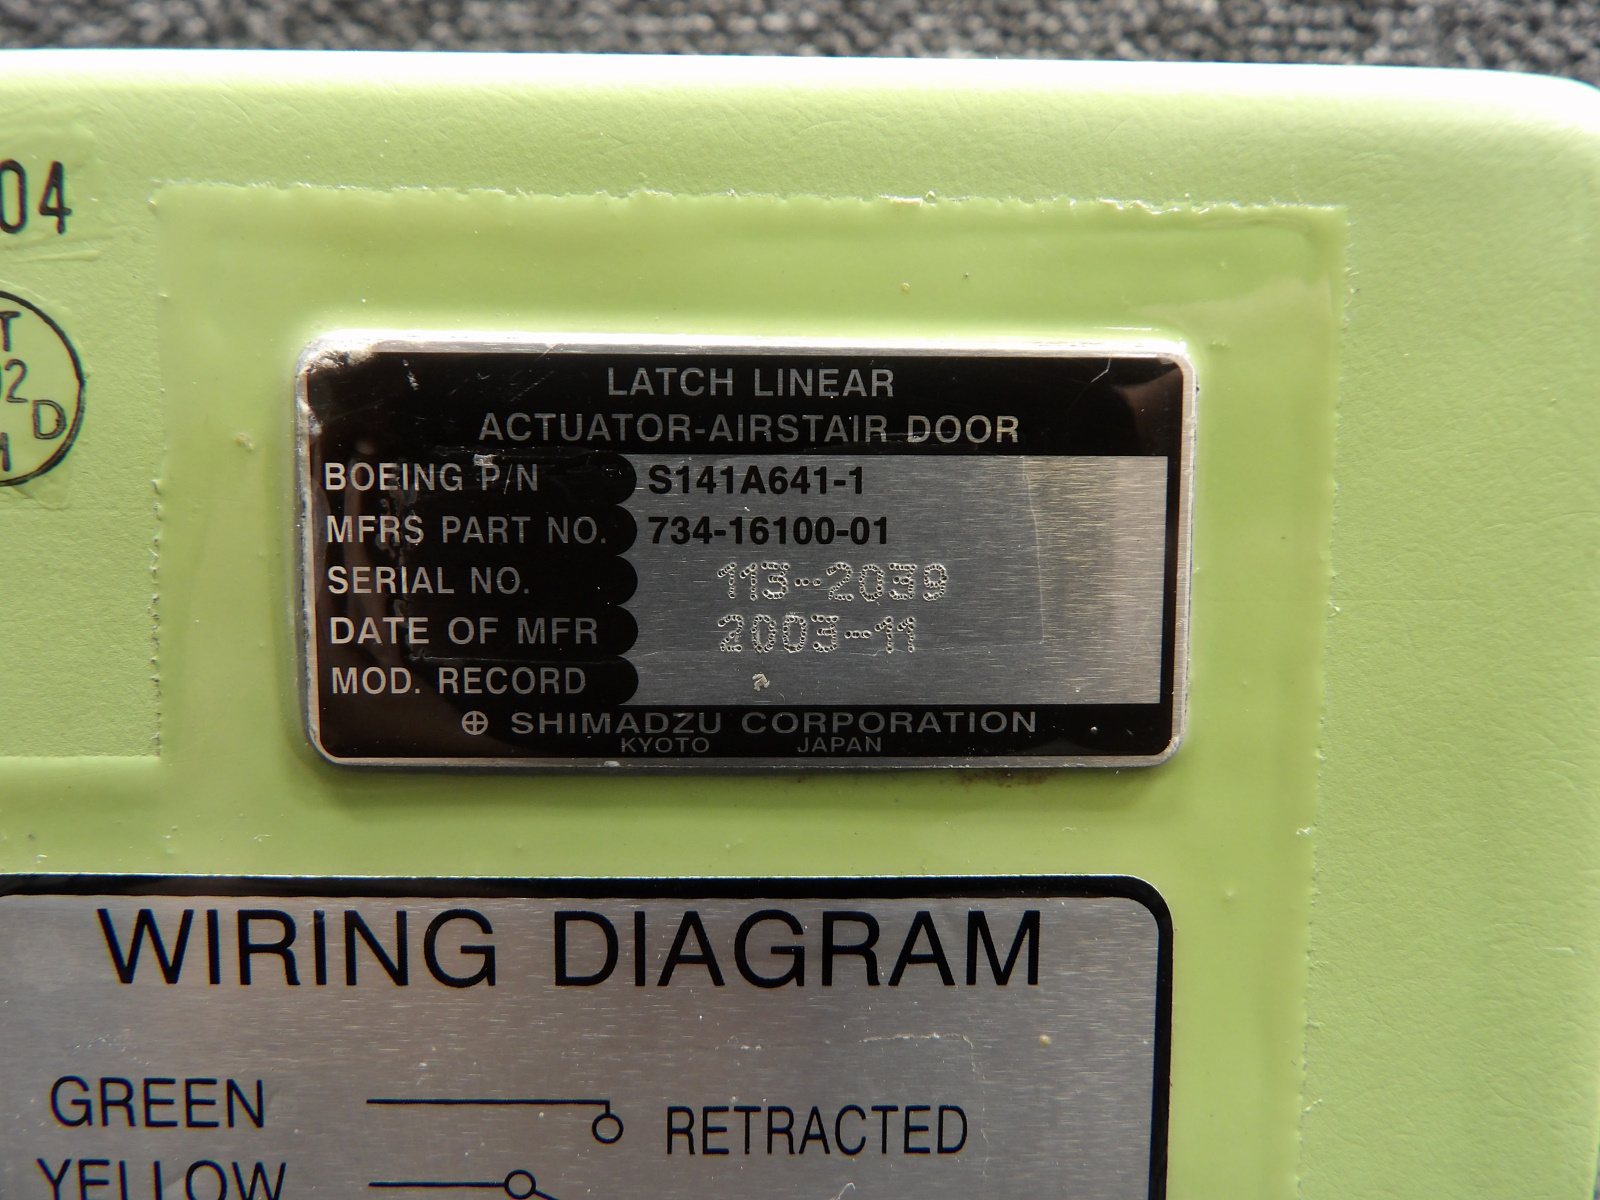 04
T
02
D
M
LATCH LINEAR
ACTUATOR-AIRSTAIR DOOR
BOEING P/N S141A641-1
MFRS PART NO. 734-16100-01
SERIAL NO. 113-2039
DATE OF MFR 2003-11
MOD. RECORD
⊕ SHIMADZU CORPORATION
KYOTO JAPAN
WIRING DIAGRAM
GREEN RETRACTED
YELLOW